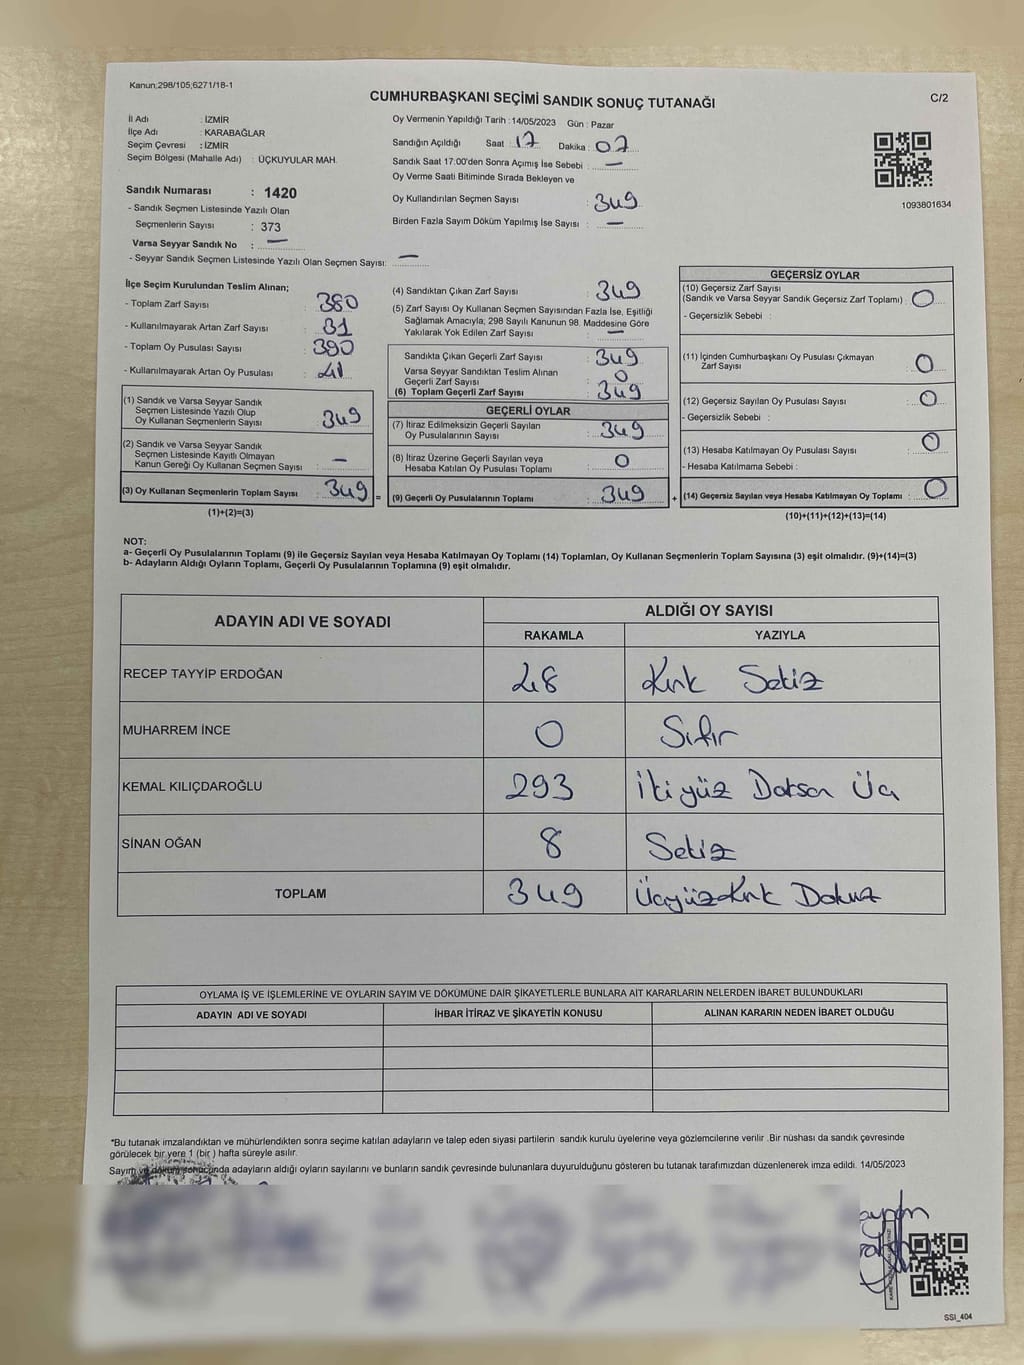 Kanun;298/105;6271/18-1
CUMHURBAŞKANI SEÇİMİ SANDIK SONUÇ TUTANAĞI
C/2
İl Adı : İZMİR
İlçe Adı : KARABAĞLAR
Seçim Çevresi : İZMİR
Seçim Bölgesi (Mahalle Adı) : ÜÇKUYULAR MAH.
Sandık Numarası : 1420
- Sandık Seçmen Listesinde Yazılı Olan
Seçmenlerin Sayısı : 373
Varsa Seyyar Sandık No : —
- Seyyar Sandık Seçmen Listesinde Yazılı Olan Seçmen Sayısı: —
Oy Vermenin Yapıldığı Tarih :14/05/2023 Gün : Pazar
Sandığın Açıldığı Saat : 17 Dakika : 07
Sandık Saat 17:00'den Sonra Açımış İse Sebebi : —
Oy Verme Saati Bitiminde Sırada Bekleyen ve
Oy Kullandırılan Seçmen Sayısı : 349
Birden Fazla Sayım Döküm Yapılmış İse Sayısı : —
1093801634
İlçe Seçim Kurulundan Teslim Alınan;
- Toplam Zarf Sayısı : 380
- Kullanılmayarak Artan Zarf Sayısı : 31
- Toplam Oy Pusulası Sayısı : 390
- Kullanılmayarak Artan Oy Pusulası : 41
(1) Sandık ve Varsa Seyyar Sandık
Seçmen Listesinde Yazılı Olup
Oy Kullanan Seçmenlerin Sayısı : 349
(2) Sandık ve Varsa Seyyar Sandık
Seçmen Listesinde Kayıtlı Olmayan
Kanun Gereği Oy Kullanan Seçmen Sayısı : —
(3) Oy Kullanan Seçmenlerin Toplam Sayısı : 349 =
(1)+(2)=(3)
(4) Sandıktan Çıkan Zarf Sayısı : 349
(5) Zarf Sayısı Oy Kullanan Seçmen Sayısından Fazla İse, Eşitliği
Sağlamak Amacıyla; 298 Sayılı Kanunun 98. Maddesine Göre
Yakılarak Yok Edilen Zarf Sayısı : —
Sandıkta Çıkan Geçerli Zarf Sayısı : 349
Varsa Seyyar Sandıktan Teslim Alınan
Geçerli Zarf Sayısı : 0
(6) Toplam Geçerli Zarf Sayısı : 349
GEÇERLİ OYLAR
(7) İtiraz Edilmeksizin Geçerli Sayılan
Oy Pusulalarının Sayısı : 349
(8) İtiraz Üzerine Geçerli Sayılan veya
Hesaba Katılan Oy Pusulası Toplamı : 0
(9) Geçerli Oy Pusulalarının Toplamı : 349 +
GEÇERSİZ OYLAR
(10) Geçersiz Zarf Sayısı
(Sandık ve Varsa Seyyar Sandık Geçersiz Zarf Toplamı) : 0
- Geçersizlik Sebebi :
(11) İçinden Cumhurbaşkanı Oy Pusulası Çıkmayan
Zarf Sayısı : 0
(12) Geçersiz Sayılan Oy Pusulası Sayısı : 0
- Geçersizlik Sebebi :
(13) Hesaba Katılmayan Oy Pusulası Sayısı : 0
- Hesaba Katılmama Sebebi :
(14) Geçersiz Sayılan veya Hesaba Katılmayan Oy Toplamı : 0
(10)+(11)+(12)+(13)=(14)
NOT:
a- Geçerli Oy Pusulalarının Toplamı (9) ile Geçersiz Sayılan veya Hesaba Katılmayan Oy Toplamı (14) Toplamları, Oy Kullanan Seçmenlerin Toplam Sayısına (3) eşit olmalıdır. (9)+(14)=(3)
b- Adayların Aldığı Oyların Toplamı, Geçerli Oy Pusulalarının Toplamına (9) eşit olmalıdır.
ADAYIN ADI VE SOYADI
ALDIĞI OY SAYISI
RAKAMLA YAZIYLA
RECEP TAYYİP ERDOĞAN 48 Kırk Sekiz
MUHARREM İNCE 0 Sıfır
KEMAL KILIÇDAROĞLU 293 İkiyüz Doksan Üç
SİNAN OĞAN 8 Sekiz
TOPLAM 349 Üçyüz Kırk Dokuz
OYLAMA İŞ VE İŞLEMLERİNE VE OYLARIN SAYIM VE DÖKÜMÜNE DAİR ŞİKAYETLERLE BUNLARA AİT KARARLARIN NELERDEN İBARET BULUNDUKLARI
ADAYIN ADI VE SOYADI İHBAR İTİRAZ VE ŞİKAYETİN KONUSU ALINAN KARARIN NEDEN İBARET OLDUĞU
*Bu tutanak imzalandıktan ve mühürlendikten sonra seçime katılan adayların ve talep eden siyasi partilerin sandık kurulu üyelerine veya gözlemcilerine verilir .Bir nüshası da sandık çevresinde
görülecek bir yere 1 (bir ) hafta süreyle asılır.
Sayım ve döküm sonucunda adayların aldığı oyların sayılarını ve bunların sandık çevresinde bulunanlara duyurulduğunu gösteren bu tutanak tarafımızdan düzenlenerek imza edildi. 14/05/2023
SSI_404